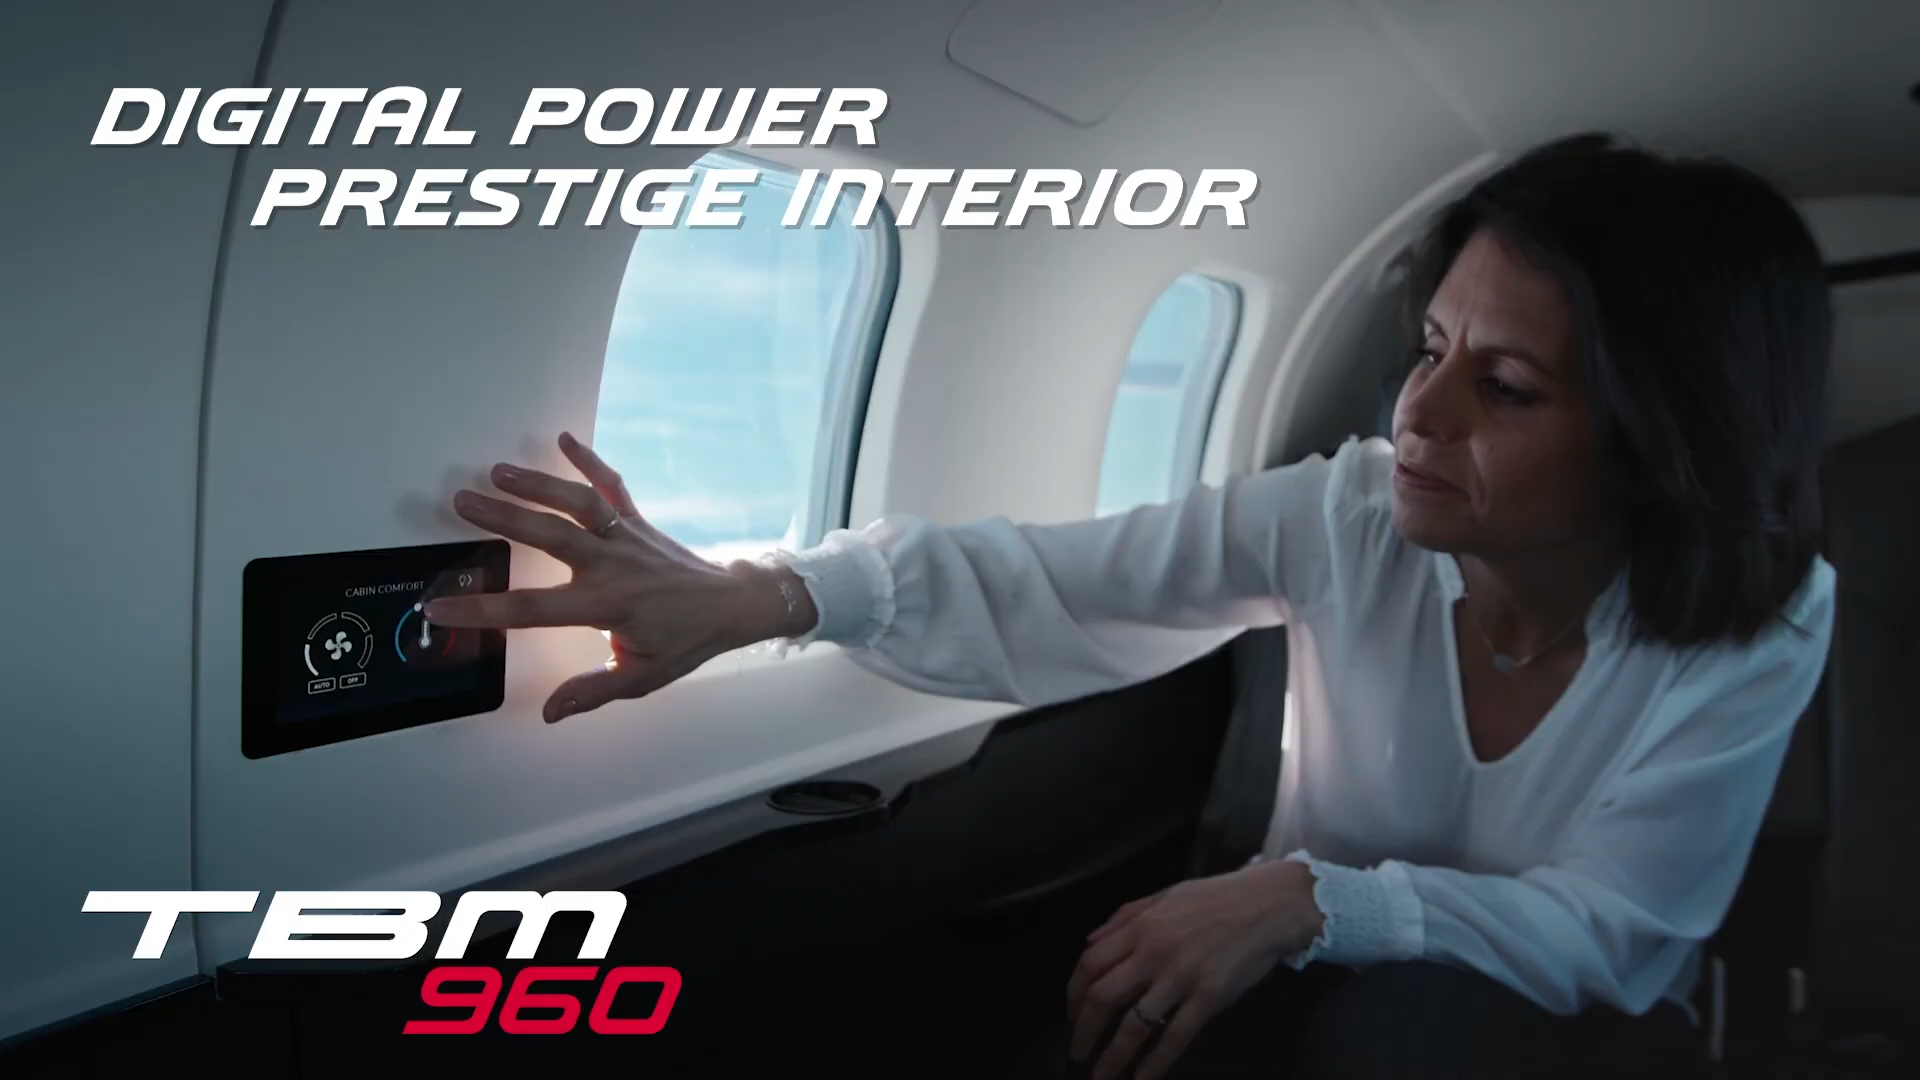 DIGITAL POWER
PRESTIGE INTERIOR
CABIN COMFORT
AUTO OFF
TBM
960